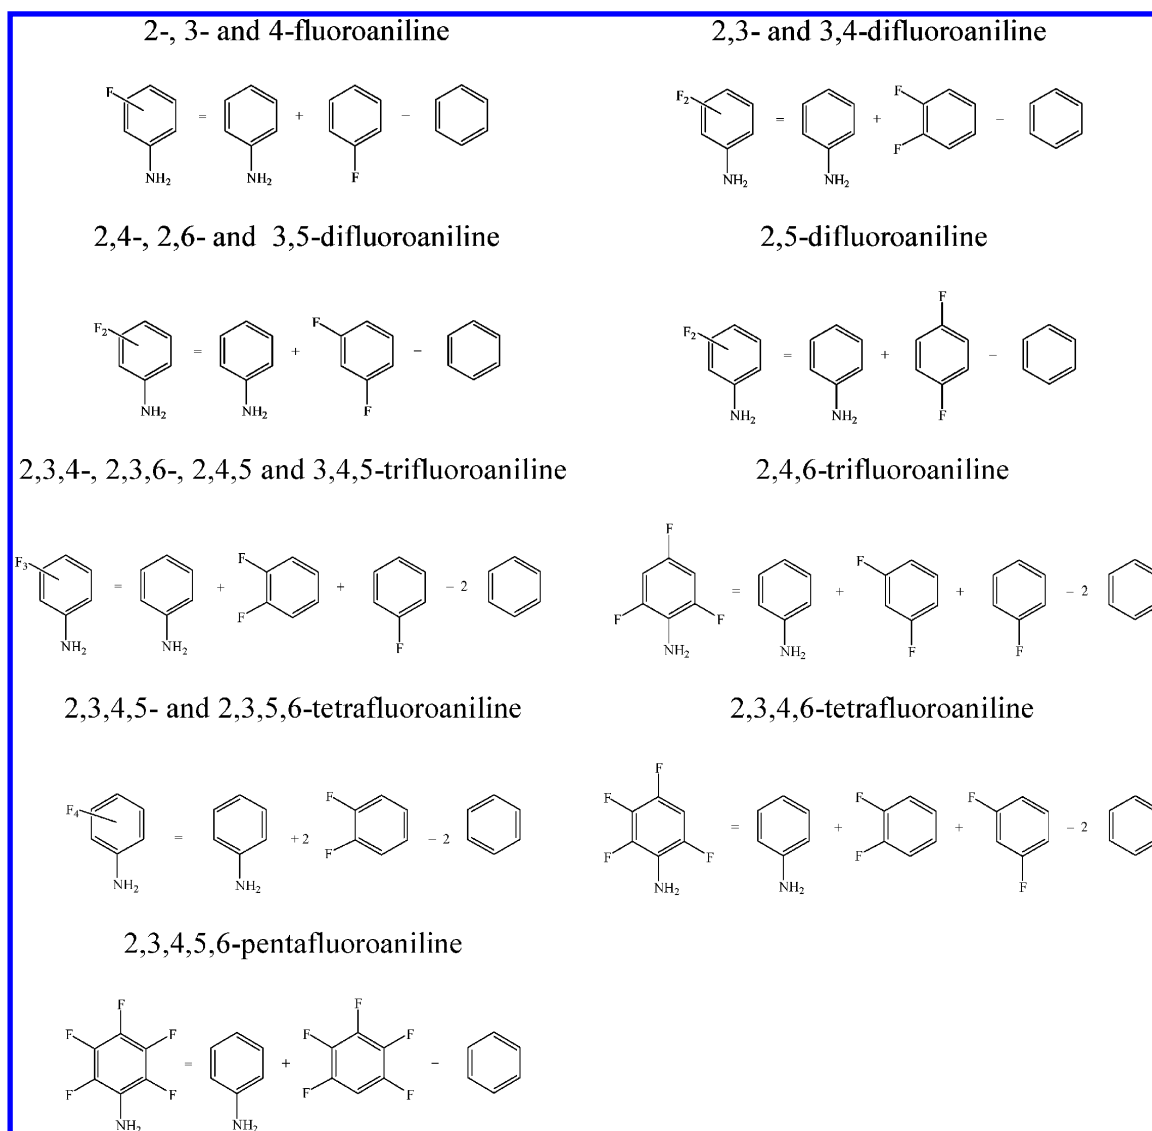 2-, 3- and 4-fluoroaniline
F = + − NH₂ NH₂ F
2,3- and 3,4-difluoroaniline
F₂ = + F F − NH₂ NH₂
2,4-, 2,6- and 3,5-difluoroaniline
F₂ = + F − NH₂ NH₂ F
2,5-difluoroaniline
F F₂ = + − NH₂ NH₂ F
2,3,4-, 2,3,6-, 2,4,5 and 3,4,5-trifluoroaniline
F₃ = + F F + − 2 NH₂ NH₂ F
2,4,6-trifluoroaniline
F F F = + F + − 2 NH₂ NH₂ F F
2,3,4,5- and 2,3,5,6-tetrafluoroaniline
F₄ = + 2 F F − 2 NH₂ NH₂
2,3,4,6-tetrafluoroaniline
F F F F = + F F + F − 2 NH₂ NH₂ F
2,3,4,5,6-pentafluoroaniline
F F F F F = + F F F F F − NH₂ NH₂